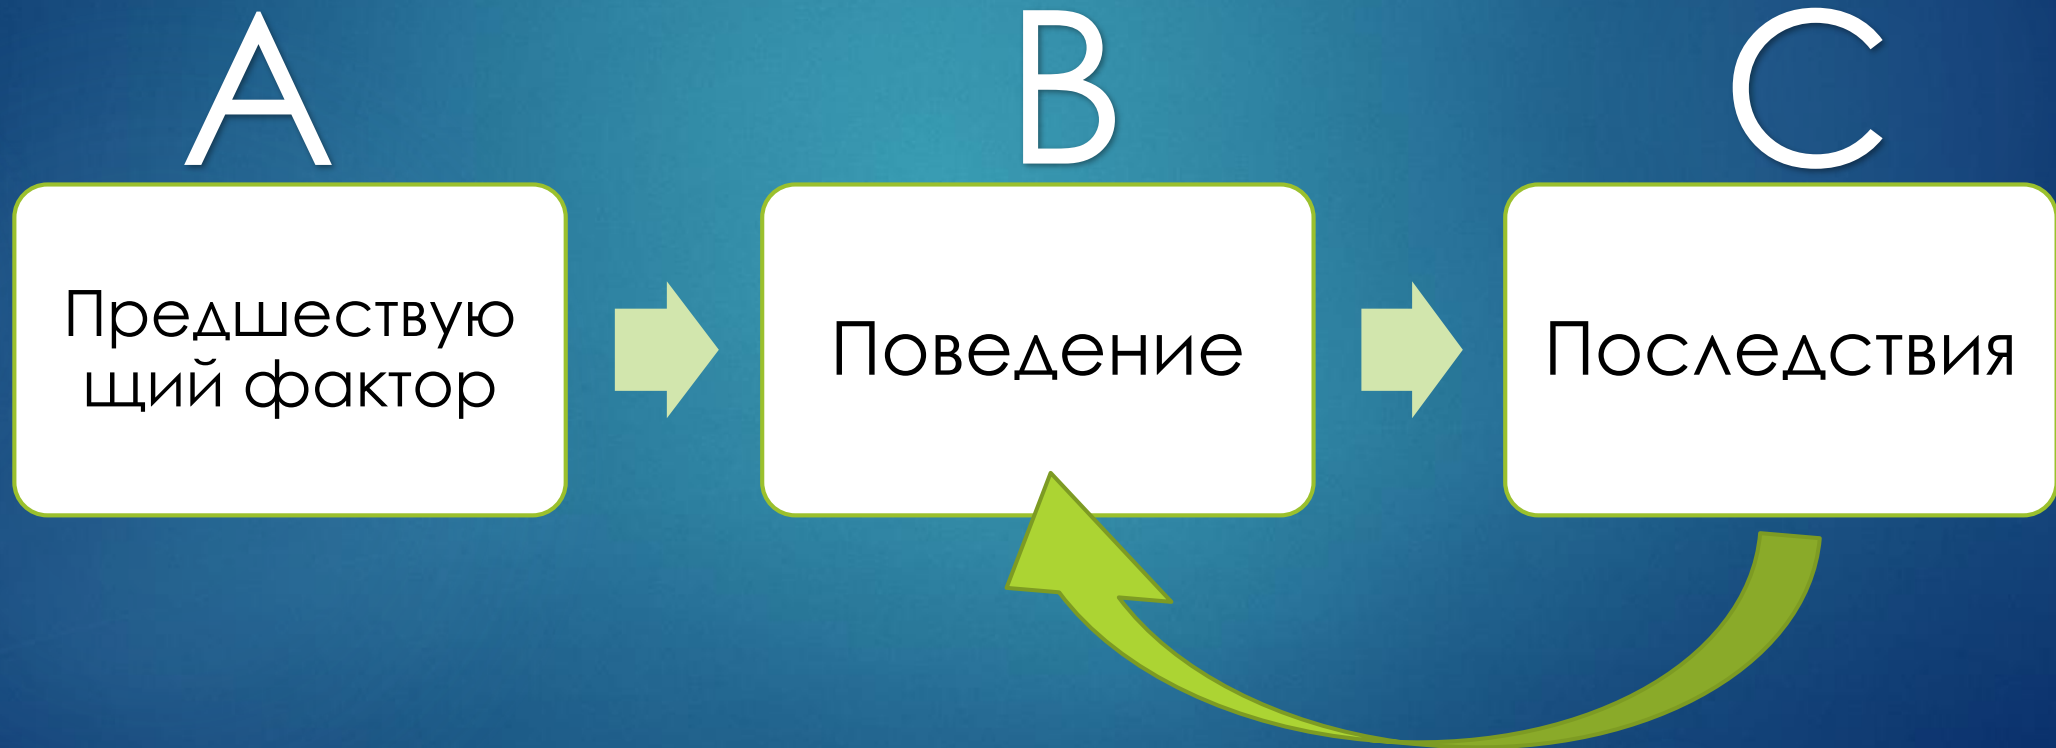 A
B
C
Предшествую
щий фактор
Поведение
Последствия